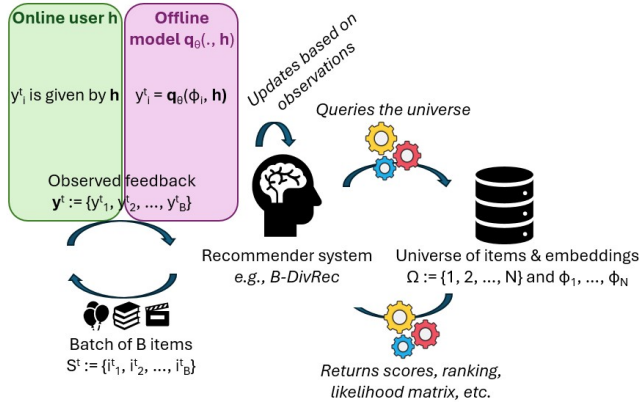 Online user h
Offline
model qθ(., h)
yᵗᵢ is given by h
yᵗᵢ = qθ(ϕᵢ, h)
Observed feedback
yᵗ := {yᵗ₁, yᵗ₂, ..., yᵗB}
Updates based on
observations
Queries the universe
Recommender system
e.g., B-DivRec
Universe of items & embeddings
Ω := {1, 2, ..., N} and ϕ₁, ..., ϕN
Batch of B items
Sᵗ := {iᵗ₁, iᵗ₂, ..., iᵗB}
Returns scores, ranking,
likelihood matrix, etc.